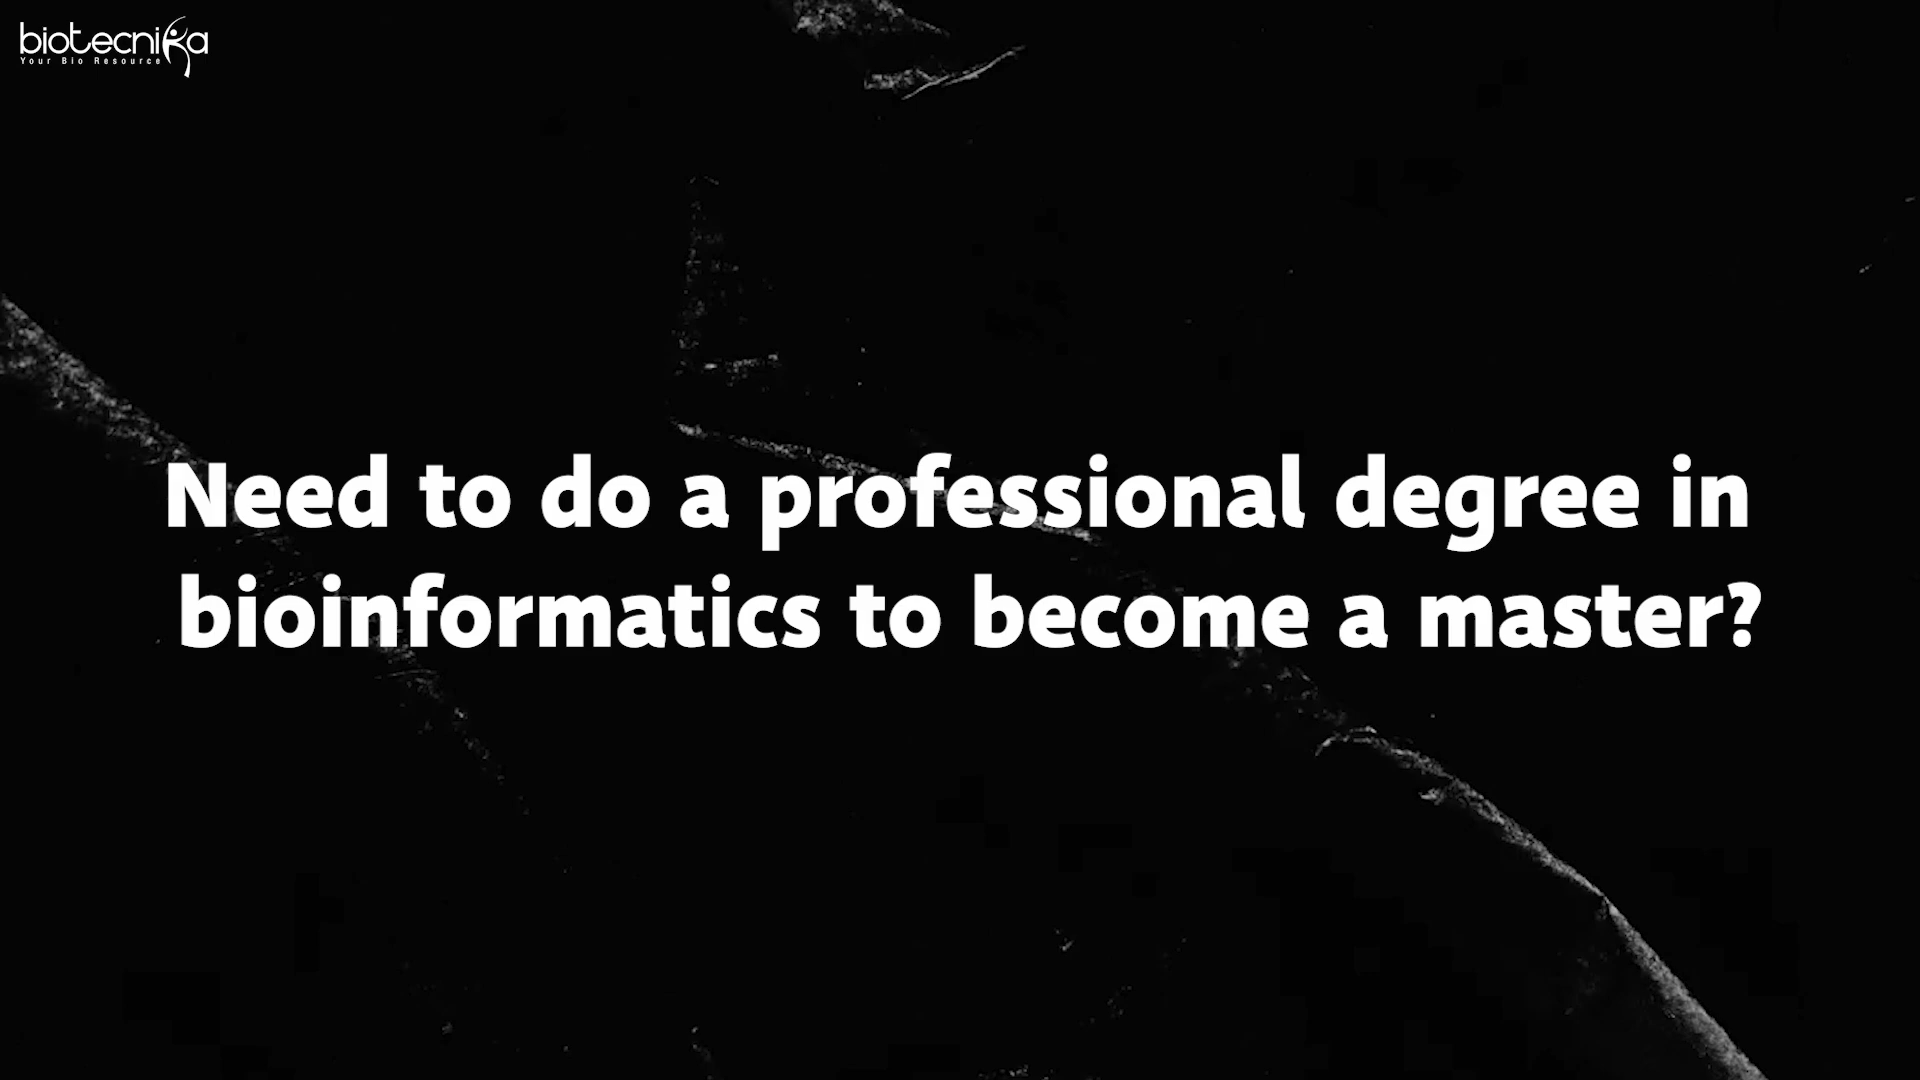 biotecnika
Your Bio Resource
Need to do a professional degree in
bioinformatics to become a master?